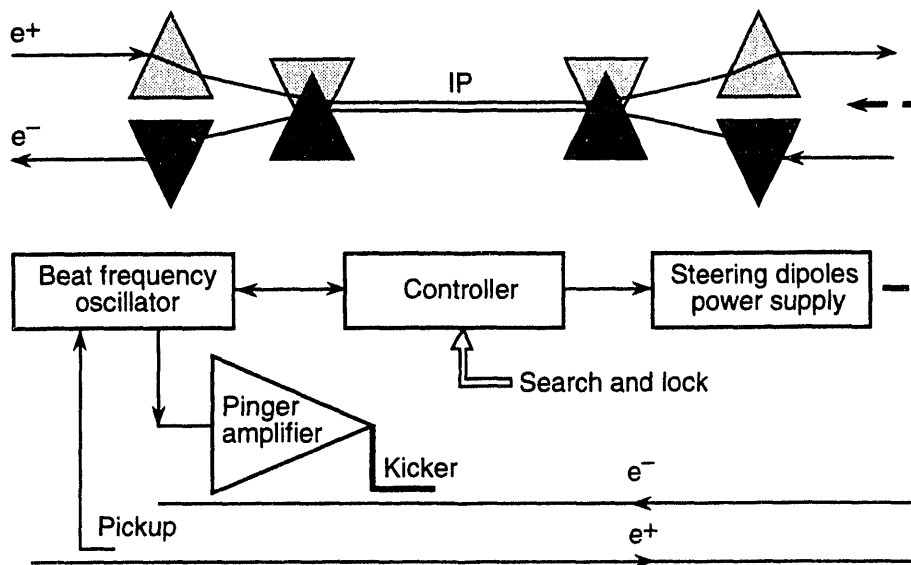 e+
IP
e−
Beat frequency
oscillator
Controller
Steering dipoles
power supply
Search and lock
Pinger
amplifier
Kicker
e−
Pickup
e+